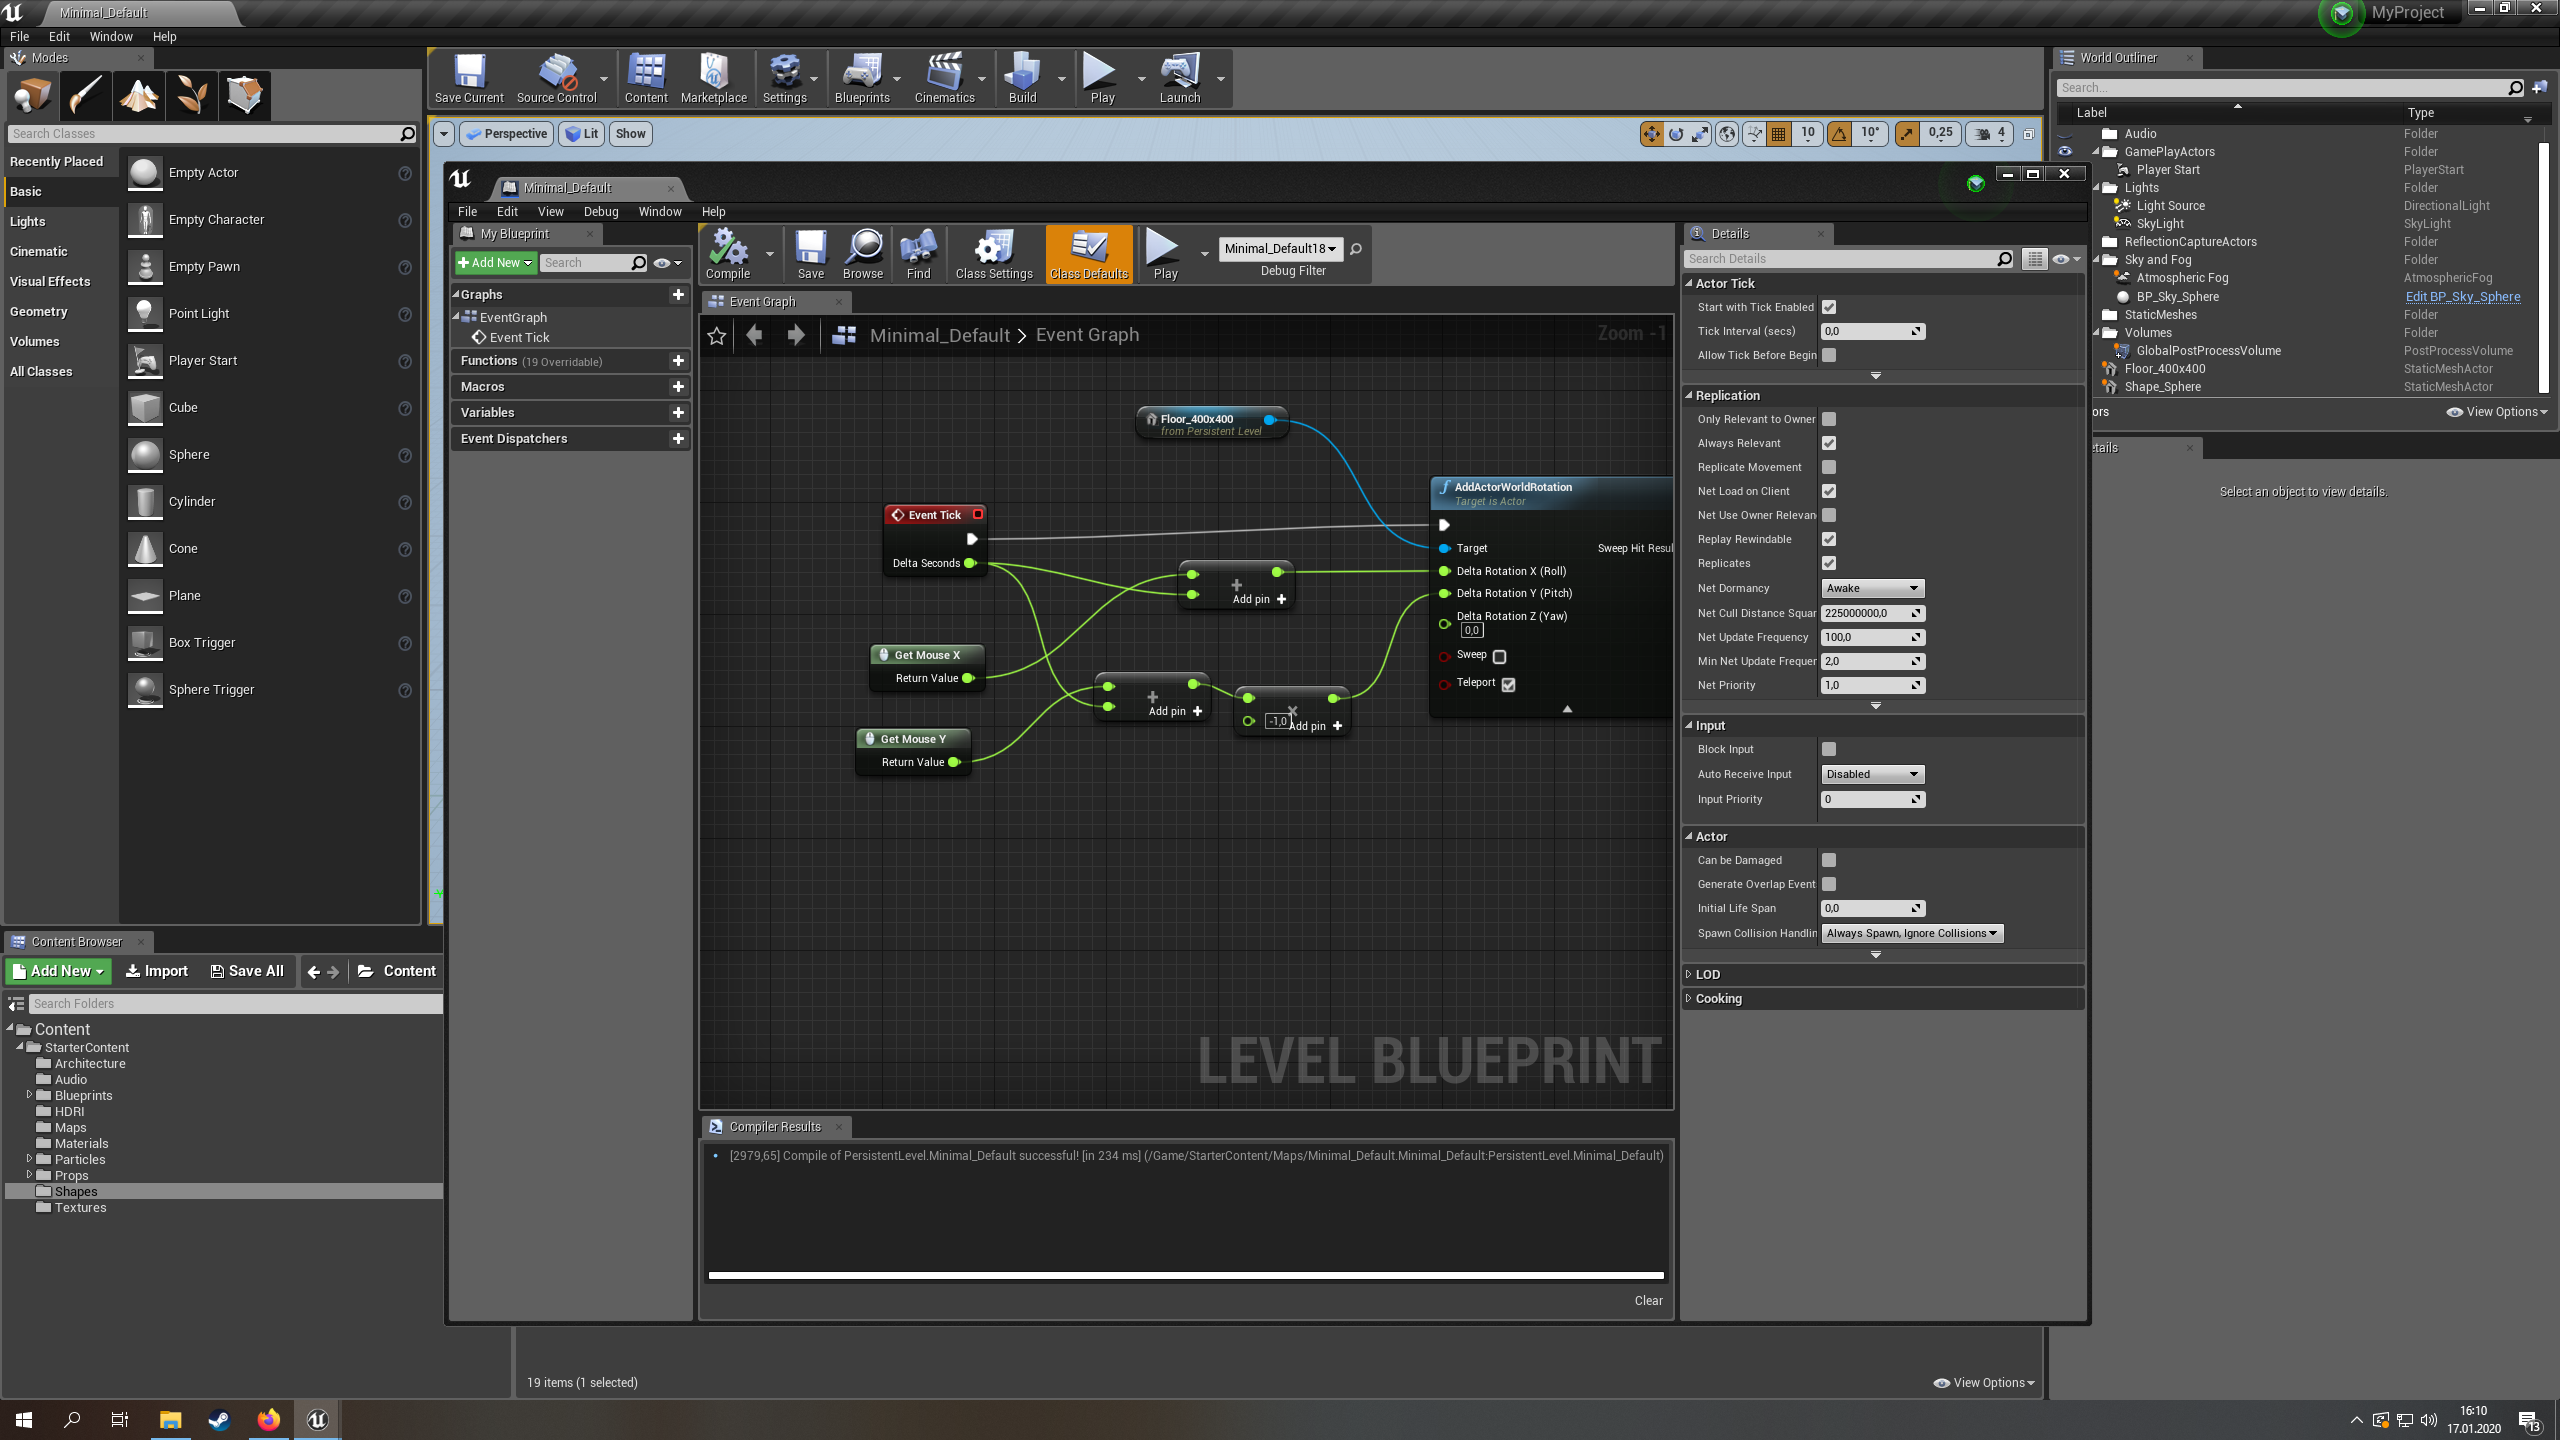 Minimal_Default
MyProject
File Edit Window Help
Modes
Search Classes
Recently Placed
Basic
Lights
Cinematic
Visual Effects
Geometry
Volumes
All Classes
Empty Actor
Empty Character
Empty Pawn
Point Light
Player Start
Cube
Sphere
Cylinder
Cone
Plane
Box Trigger
Sphere Trigger
Save Current
Source Control
Content
Marketplace
Settings
Blueprints
Cinematics
Build
Play
Launch
Perspective
Lit
Show
10
10°
0,25
4
World Outliner
Search...
Label Type
Audio Folder
GamePlayActors Folder
Player Start PlayerStart
Lights Folder
Light Source DirectionalLight
SkyLight SkyLight
ReflectionCaptureActors Folder
Sky and Fog Folder
Atmospheric Fog AtmosphericFog
BP_Sky_Sphere Edit BP_Sky_Sphere
StaticMeshes Folder
Volumes Folder
GlobalPostProcessVolume PostProcessVolume
Floor_400x400 StaticMeshActor
Shape_Sphere StaticMeshActor
ors
View Options
etails
Select an object to view details.
Minimal_Default
File Edit View Debug Window Help
My Blueprint
Add New
Search
Graphs
EventGraph
Event Tick
Functions (19 Overridable)
Macros
Variables
Event Dispatchers
Compile
Save
Browse
Find
Class Settings
Class Defaults
Play
Minimal_Default18
Debug Filter
Event Graph
Minimal_Default > Event Graph
Zoom -1
Floor_400x400
from Persistent Level
Event Tick
Delta Seconds
Get Mouse X
Return Value
Get Mouse Y
Return Value
Add pin
Add pin
-1,0
Add pin
AddActorWorldRotation
Target is Actor
Target
Sweep Hit Resul
Delta Rotation X (Roll)
Delta Rotation Y (Pitch)
Delta Rotation Z (Yaw)
0,0
Sweep
Teleport
LEVEL BLUEPRINT
Compiler Results
[2979,65] Compile of PersistentLevel.Minimal_Default successful! [in 234 ms] (/Game/StarterContent/Maps/Minimal_Default.Minimal_Default:PersistentLevel.Minimal_Default)
Clear
Details
Search Details
Actor Tick
Start with Tick Enabled
Tick Interval (secs) 0,0
Allow Tick Before Begin
Replication
Only Relevant to Owner
Always Relevant
Replicate Movement
Net Load on Client
Net Use Owner Relevan
Replay Rewindable
Replicates
Net Dormancy Awake
Net Cull Distance Squar 225000000,0
Net Update Frequency 100,0
Min Net Update Frequer 2,0
Net Priority 1,0
Input
Block Input
Auto Receive Input Disabled
Input Priority 0
Actor
Can be Damaged
Generate Overlap Event
Initial Life Span 0,0
Spawn Collision Handlin Always Spawn, Ignore Collisions
LOD
Cooking
Content Browser
Add New Import Save All Content
Search Folders
Content
StarterContent
Architecture
Audio
Blueprints
HDRI
Maps
Materials
Particles
Props
Shapes
Textures
19 items (1 selected)
View Options
16:10
17.01.2020
13